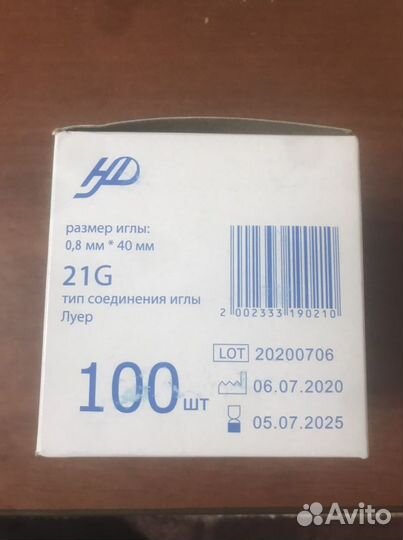 размер иглы:
0,8 мм * 40 мм
21G
тип соединения иглы
Луер
2 002333 190210
LOT 20200706
06.07.2020
100 шт
05.07.2025
Avito